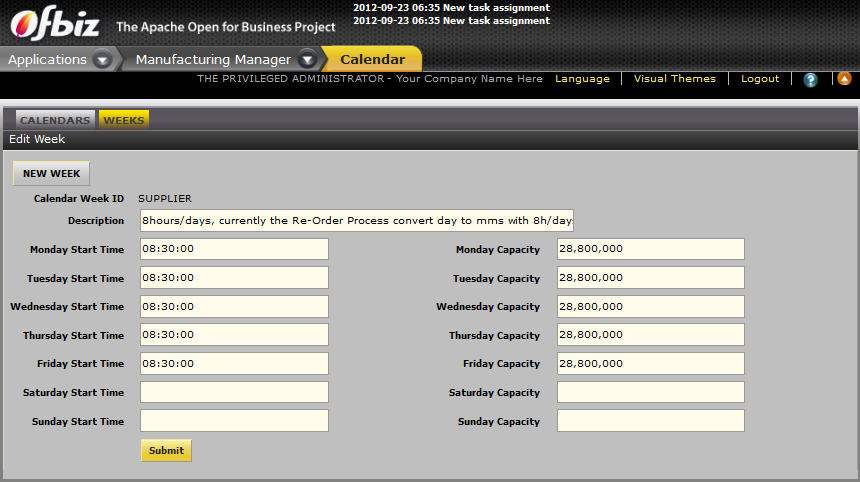 2012-09-23 06:35 New task assignment
2012-09-23 06:35 New task assignment
Ofbiz The Apache Open for Business Project
Applications Manufacturing Manager Calendar
THE PRIVILEGED ADMINISTRATOR - Your Company Name Here Language Visual Themes Logout ?
CALENDARS WEEKS
Edit Week
NEW WEEK
Calendar Week ID SUPPLIER
Description 8hours/days, currently the Re-Order Process convert day to mms with 8h/days
Monday Start Time 08:30:00 Monday Capacity 28,800,000
Tuesday Start Time 08:30:00 Tuesday Capacity 28,800,000
Wednesday Start Time 08:30:00 Wednesday Capacity 28,800,000
Thursday Start Time 08:30:00 Thursday Capacity 28,800,000
Friday Start Time 08:30:00 Friday Capacity 28,800,000
Saturday Start Time Saturday Capacity
Sunday Start Time Sunday Capacity
Submit